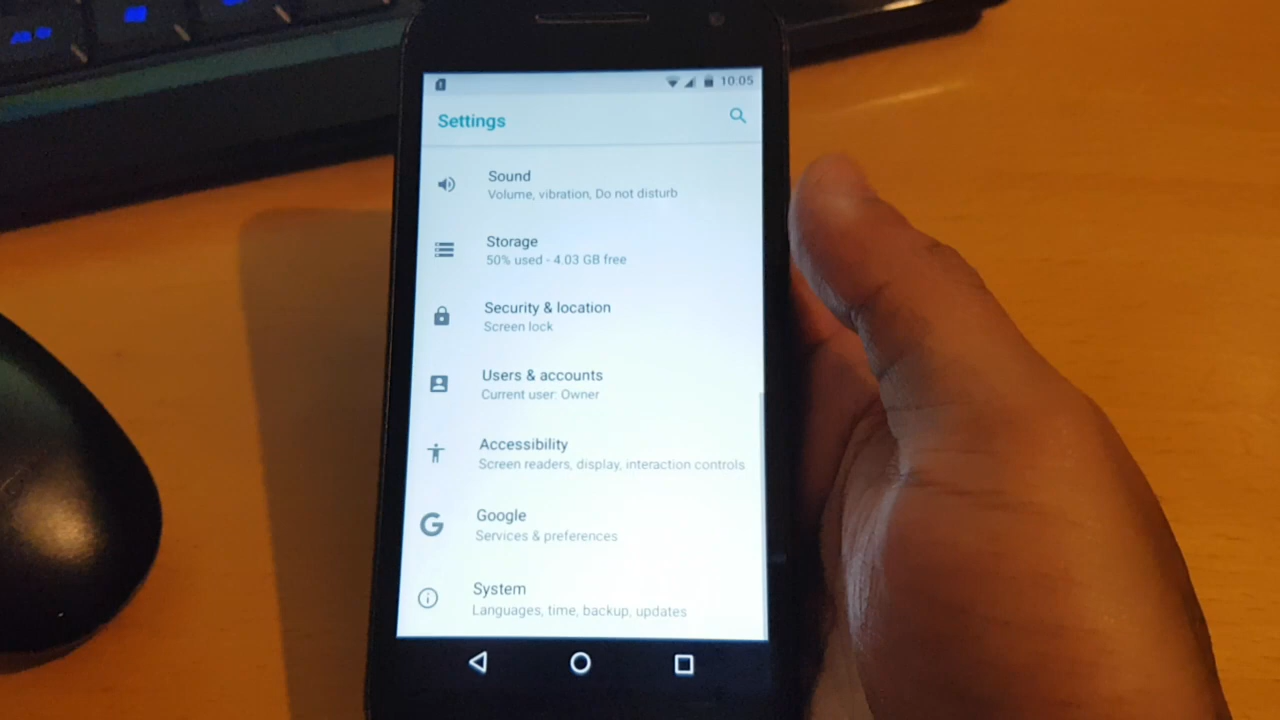 10:05
Settings
Sound
Volume, vibration, Do not disturb
Storage
50% used - 4.03 GB free
Security & location
Screen lock
Users & accounts
Current user: Owner
Accessibility
Screen readers, display, interaction controls
Google
Services & preferences
System
Languages, time, backup, updates